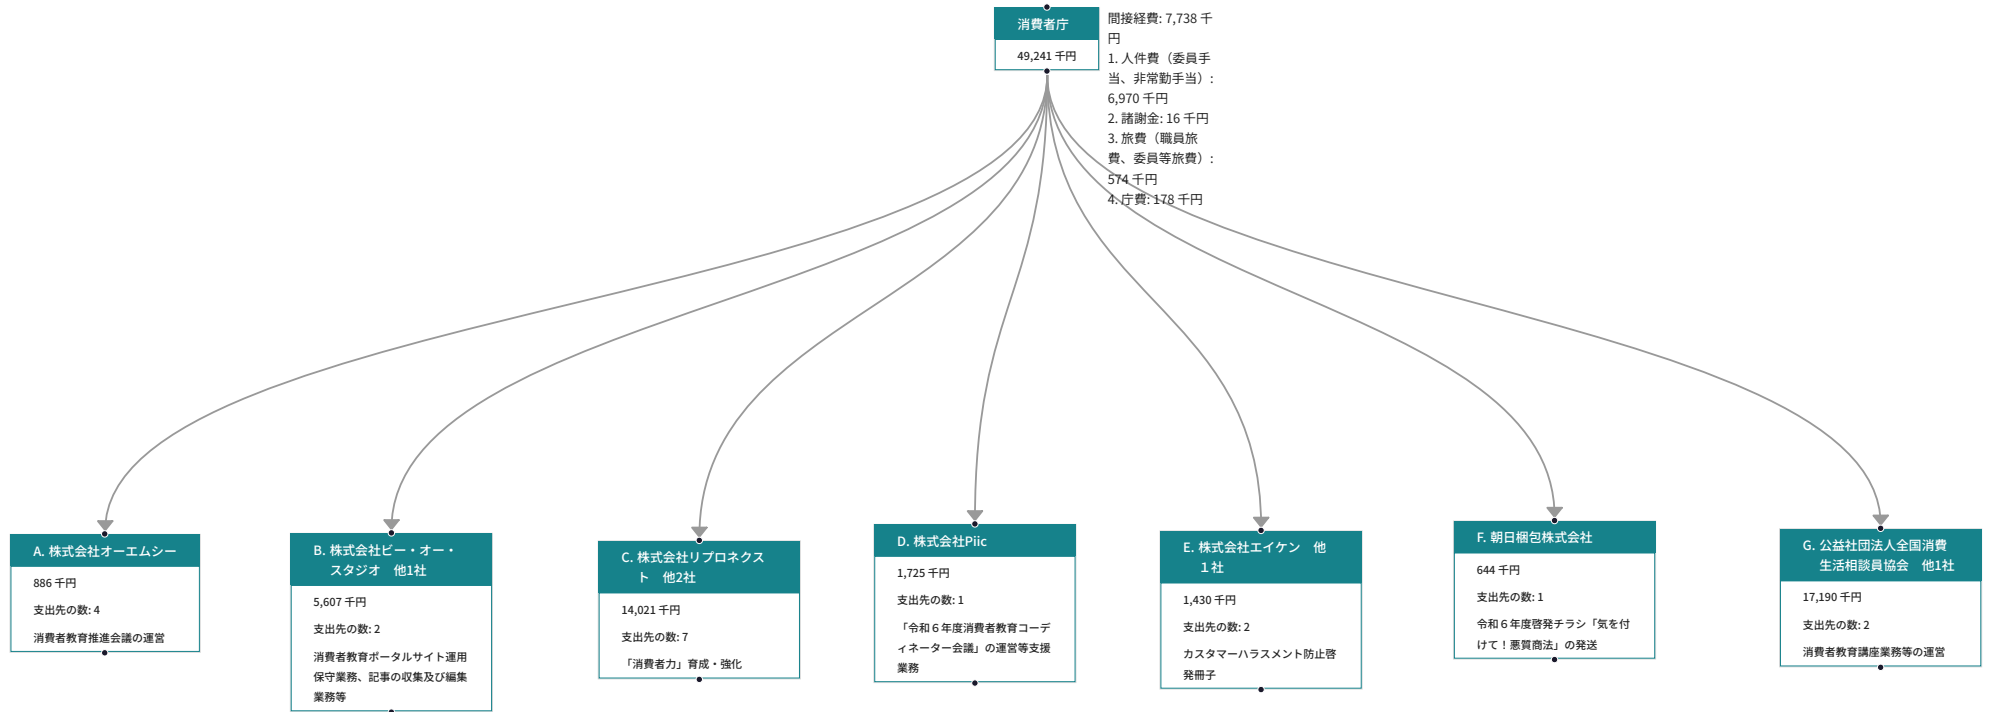 消費者庁
49,241 千円
間接経費: 7,738 千
円
1. 人件費（委員手
当、非常勤手当）:
6,970 千円
2. 諸謝金: 16 千円
3. 旅費（職員旅
費、委員等旅費）:
574 千円
4. 庁費: 178 千円
A. 株式会社オーエムシー
886 千円
支出先の数: 4
消費者教育推進会議の運営
B. 株式会社ビー・オー・
スタジオ　他1社
5,607 千円
支出先の数: 2
消費者教育ポータルサイト運用
保守業務、記事の収集及び編集
業務等
C. 株式会社リプロネクス
ト　他2社
14,021 千円
支出先の数: 7
「消費者力」育成・強化
D. 株式会社Piic
1,725 千円
支出先の数: 1
「令和６年度消費者教育コーデ
ィネーター会議」の運営等支援
業務
E. 株式会社エイケン　他
１社
1,430 千円
支出先の数: 2
カスタマーハラスメント防止啓
発冊子
F. 朝日梱包株式会社
644 千円
支出先の数: 1
令和６年度啓発チラシ「気を付
けて！悪質商法」の発送
G. 公益社団法人全国消費
生活相談員協会　他1社
17,190 千円
支出先の数: 2
消費者教育講座業務等の運営